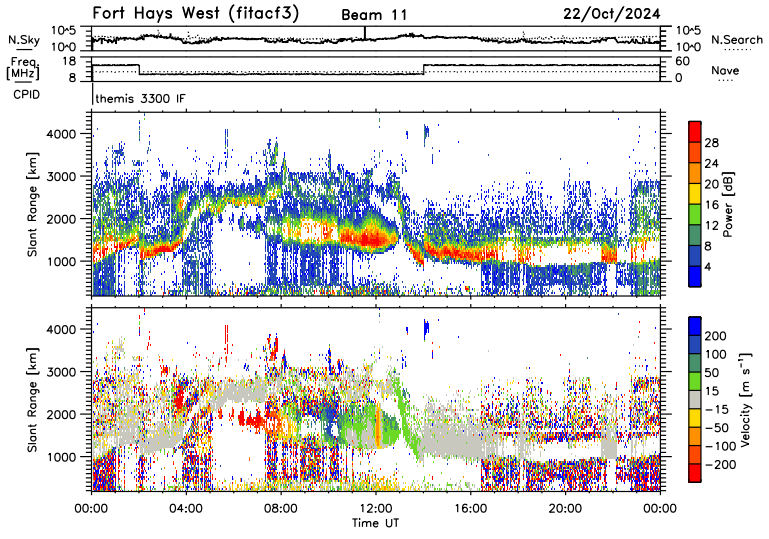 Fort Hays West (fitacf3) Beam 11 22/Oct/2024
N.Sky 10^5 10^0 10^5 10^0 N.Search
Freq. [MHz] 18 8 60 0 Nave
CPID themis 3300 IF
Slant Range [km] 4000 3000 2000 1000
28 24 20 16 12 8 4 Power [dB]
Slant Range [km] 4000 3000 2000 1000
200 100 50 15 −15 −50 −100 −200 Velocity [m s⁻¹]
00:00 04:00 08:00 12:00 16:00 20:00 00:00
Time UT